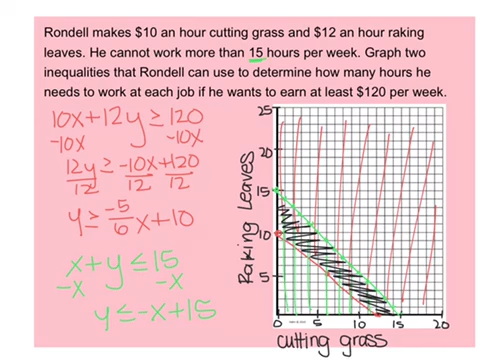 Rondell makes $10 an hour cutting grass and $12 an hour raking
leaves. He cannot work more than 15 hours per week. Graph two
inequalities that Rondell can use to determine how many hours he
needs to work at each job if he wants to earn at least $120 per week.
10x+12y≥120
-10x -10x
12y ≥ -10x+120
12 12 12
y ≥ -5/6 x+10
x+y≤15
-x -x
y≤-x+15
Raking Leaves
25
20
15
10
5
0 5 10 15 20
cutting grass